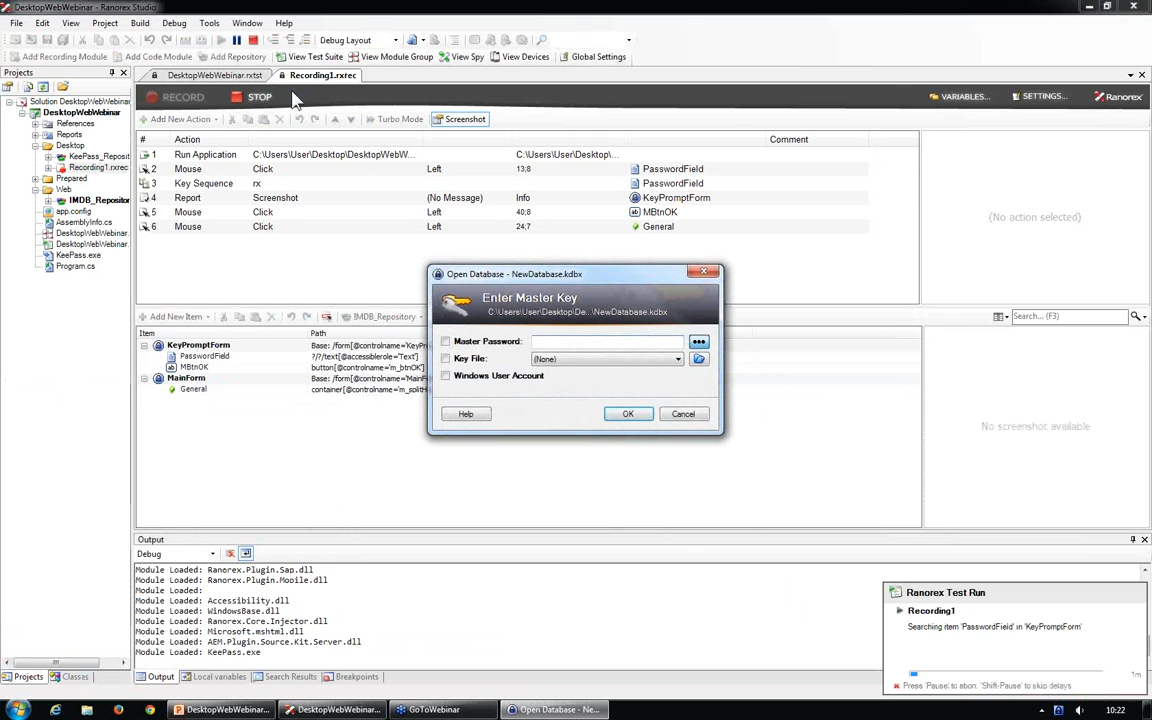 DesktopWebWebinar - Ranorex Studio
File Edit View Project Build Debug Tools Window Help
Debug Layout
Add Recording Module Add Code Module Add Repository View Test Suite View Module Group View Spy View Devices Global Settings
Projects
DesktopWebWebinar.rxtst Recording1.rxrec
Solution DesktopWebWebinar
DesktopWebWebinar
References
Reports
Desktop
KeePass_Reposit
Recording1.rxrec
Prepared
Web
IMDB_Repositor
app.config
AssemblyInfo.cs
DesktopWebWebinar.
DesktopWebWebinar.
KeePass.exe
Program.cs
RECORD STOP VARIABLES... SETTINGS... Ranorex
Add New Action Turbo Mode Screenshot
# Action Comment
1 Run Application C:\Users\User\Desktop\DesktopWebW... C:\Users\User\Desktop\...
2 Mouse Click Left 13;8 PasswordField
3 Key Sequence rx PasswordField
4 Report Screenshot (No Message) Info KeyPromptForm
5 Mouse Click Left 40;8 MBtnOK
6 Mouse Click Left 24;7 General
(No action selected)
Open Database - NewDatabase.kdbx
Enter Master Key
C:\Users\User\Desktop\De...\NewDatabase.kdbx
Master Password:
Key File: (None)
Windows User Account
Help OK Cancel
Add New Item IMDB_Repository Search... (F3)
Item Path
KeyPromptForm Base: /form[@controlname='KeyPro
PasswordField ?/?/text[@accessiblerole='Text']
MBtnOK button[@controlname='m_btnOK']
MainForm Base: /form[@controlname='MainF
General container[@controlname='m_splitH
No screenshot available
Output
Debug
Module Loaded: Ranorex.Plugin.Sap.dll
Module Loaded: Ranorex.Plugin.Mobile.dll
Module Loaded:
Module Loaded: Accessibility.dll
Module Loaded: WindowsBase.dll
Module Loaded: Ranorex.Core.Injector.dll
Module Loaded: Microsoft.mshtml.dll
Module Loaded: AEM.Plugin.Source.Kit.Server.dll
Module Loaded: KeePass.exe
Ranorex Test Run
Recording1
Searching item 'PasswordField' in 'KeyPromptForm'
1m
Press 'Pause' to abort. 'Shift-Pause' to skip delays
Projects Classes Output Local variables Search Results Breakpoints
DesktopWebWebinar... DesktopWebWebinar... GoToWebinar Open Database - Ne... 10:22